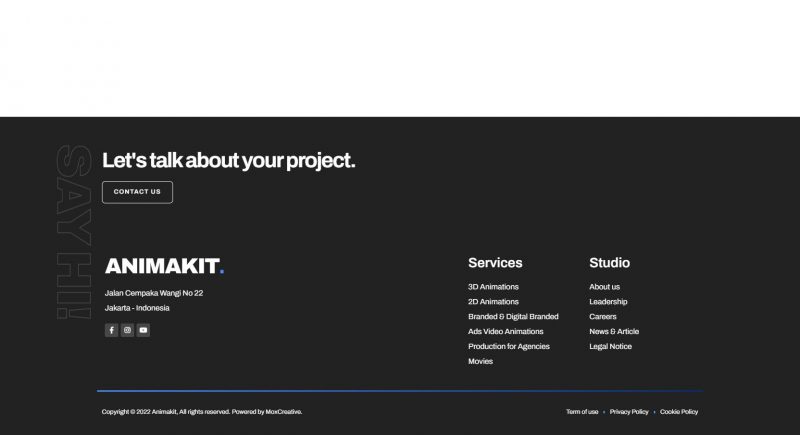 SAY HI!
Let's talk about your project.
CONTACT US
ANIMAKIT.
Jalan Cempaka Wangi No 22
Jakarta - Indonesia
Services
3D Animations
2D Animations
Branded & Digital Branded
Ads Video Animations
Production for Agencies
Movies
Studio
About us
Leadership
Careers
News & Article
Legal Notice
Copyright © 2022 Animakit, All rights reserved. Powered by MoxCreative.
Term of use • Privacy Policy • Cookie Policy